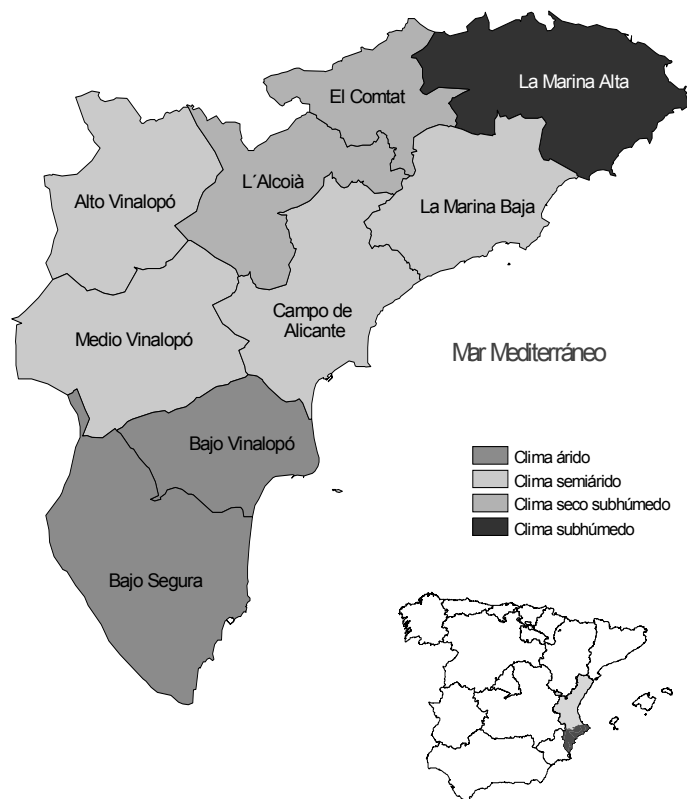 El Comtat
La Marina Alta
L´Alcoià
Alto Vinalopó
La Marina Baja
Campo de
Alicante
Medio Vinalopó
Mar Mediterráneo
Bajo Vinalopó
Clima árido
Clima semiárido
Clima seco subhúmedo
Clima subhúmedo
Bajo Segura